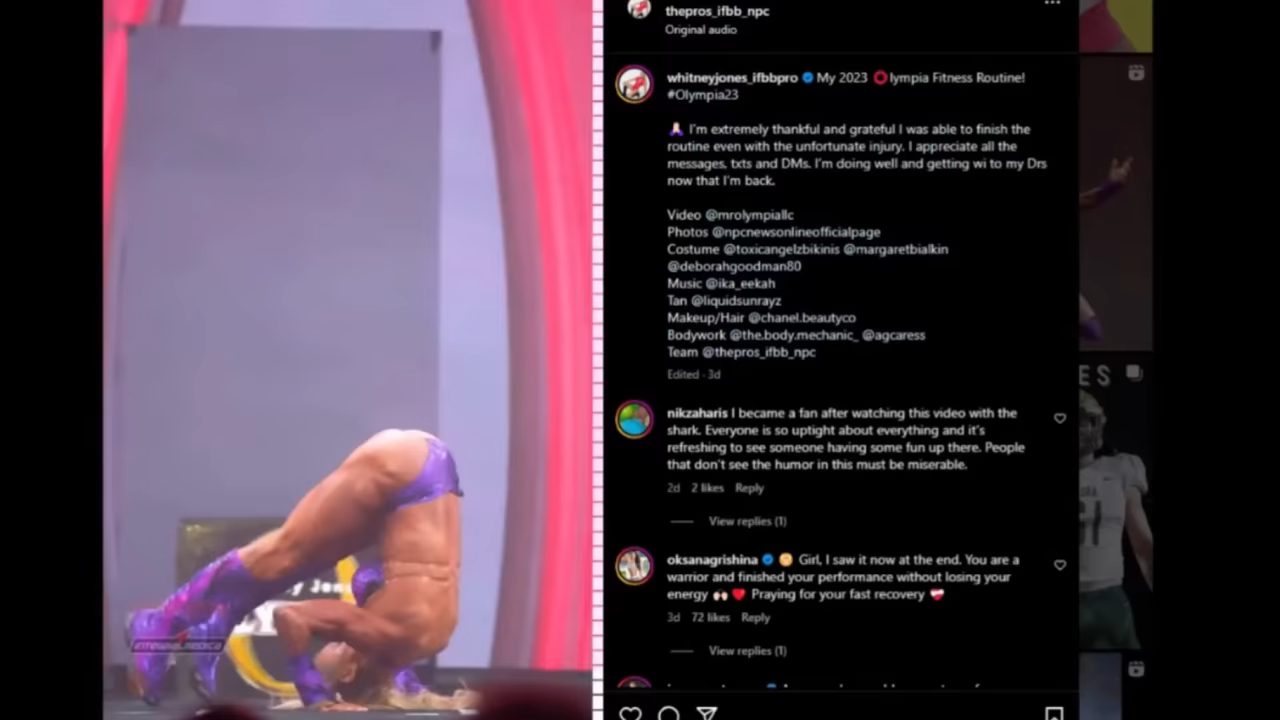 thepros_ifbb_npc
Original audio
whitneyjones_ifbbpro My 2023 ⭕lympia Fitness Routine!
#Olympia23
🙏🏻 I'm extremely thankful and grateful I was able to finish the
routine even with the unfortunate injury. I appreciate all the
messages, txts and DMs. I'm doing well and getting wi to my Drs
now that I'm back.
Video @mrolympiallc
Photos @npcnewsonlineofficialpage
Costume @toxicangelzbikinis @margaretbialkin
@deborahgoodman80
Music @ika_eekah
Tan @liquidsunrayz
Makeup/Hair @chanel.beautyco
Bodywork @the.body.mechanic_ @agcaress
Team @thepros_ifbb_npc
Edited · 3d
nikzaharis I became a fan after watching this video with the
shark. Everyone is so uptight about everything and it's
refreshing to see someone having some fun up there. People
that don't see the humor in this must be miserable.
2d 2 likes Reply
View replies (1)
oksanagrishina Girl, I saw it now at the end. You are a
warrior and finished your performance without losing your
energy 🙌🏻❤️ Praying for your fast recovery ❤️‍🩹
3d 72 likes Reply
View replies (1)
integralmedica
ES